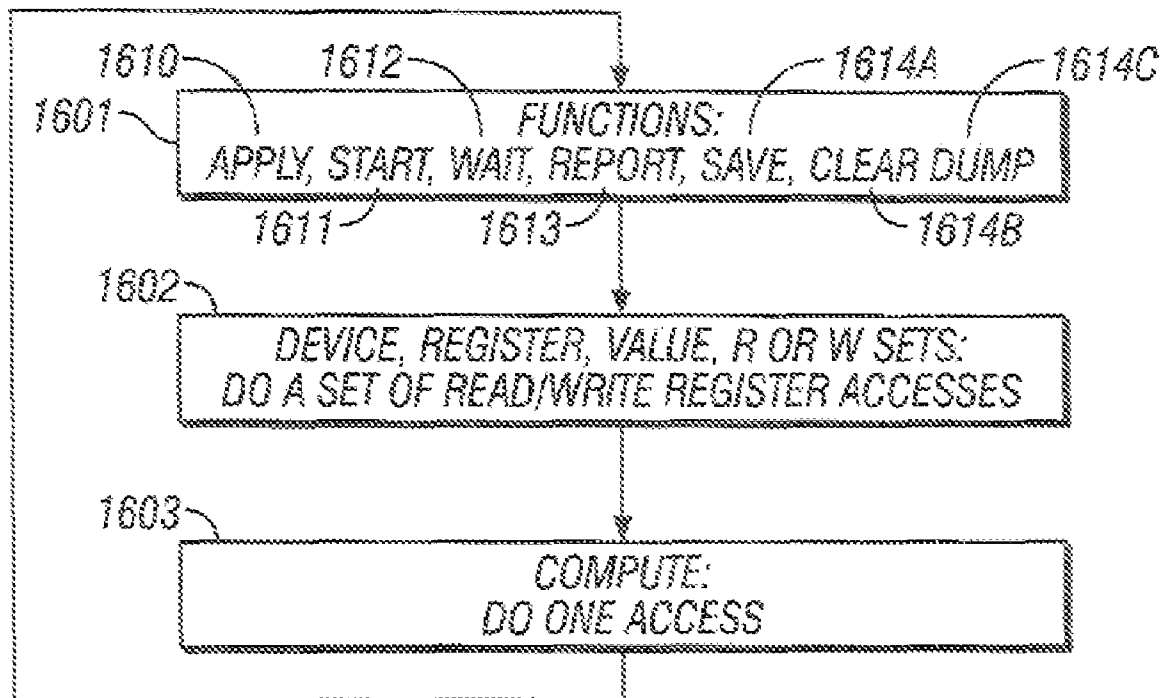 1610 1612 1614A 1614C
1601
FUNCTIONS:
APPLY, START, WAIT, REPORT, SAVE, CLEAR DUMP
1611 1613 1614B
1602
DEVICE, REGISTER, VALUE, R OR W SETS:
DO A SET OF READ/WRITE REGISTER ACCESSES
1603
COMPUTE:
DO ONE ACCESS